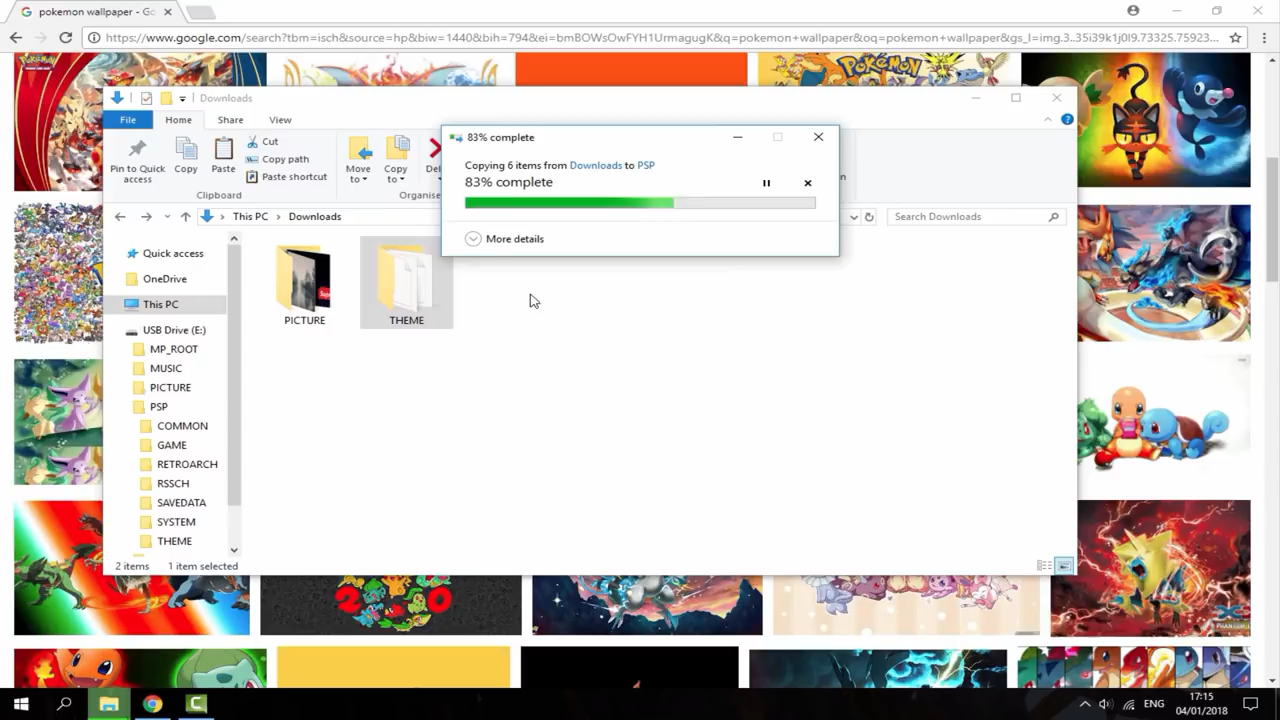 pokemon wallpaper - Go
https://www.google.com/search?tbm=isch&source=hp&biw=1440&bih=794&ei=bmBOWsOwFYH1UrmagugK&q=pokemon+wallpaper&oq=pokemon+wallpaper&gs_l=img.3..35i39k1j0l9.73325.75923...
POKEMON
Downloads
File Home Share View
Pin to Quick access
Copy
Paste
Cut
Copy path
Paste shortcut
Move to
Copy to
Clipboard
Organise
83% complete
Copying 6 items from Downloads to PSP
83% complete
More details
This PC > Downloads
Search Downloads
Quick access
OneDrive
This PC
USB Drive (E:)
MP_ROOT
MUSIC
PICTURE
PSP
COMMON
GAME
RETROARCH
RSSCH
SAVEDATA
SYSTEM
THEME
PICTURE
THEME
2 items 1 item selected
ENG
17:15
04/01/2018